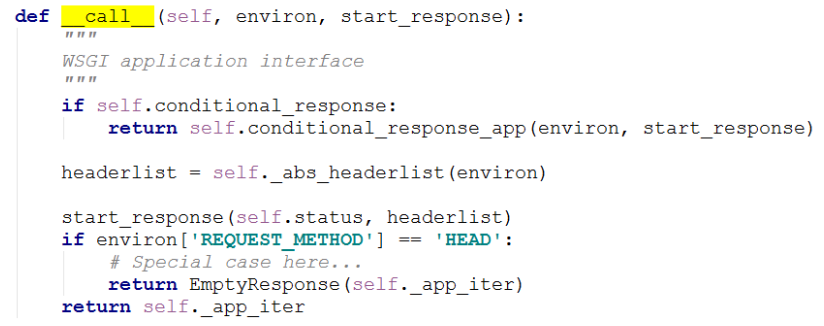 def __call__(self, environ, start_response):
"""
WSGI application interface
"""
if self.conditional_response:
return self.conditional_response_app(environ, start_response)
headerlist = self._abs_headerlist(environ)
start_response(self.status, headerlist)
if environ['REQUEST_METHOD'] == 'HEAD':
# Special case here...
return EmptyResponse(self._app_iter)
return self._app_iter